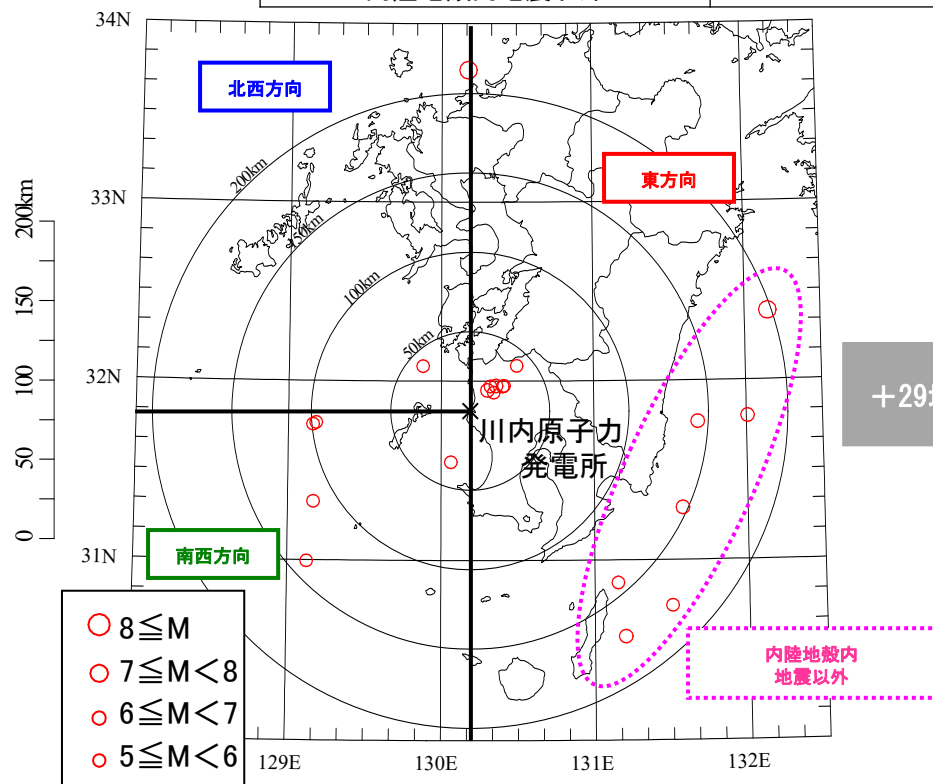 34N
北西方向
東方向
200km
150km
100km
50km
33N
32N
31N
200km
150
100
50
0
川内原子力
発電所
＋29
南西方向
8≦M
7≦M＜8
6≦M＜7
5≦M＜6
内陸地殻内
地震以外
129E
130E
131E
132E